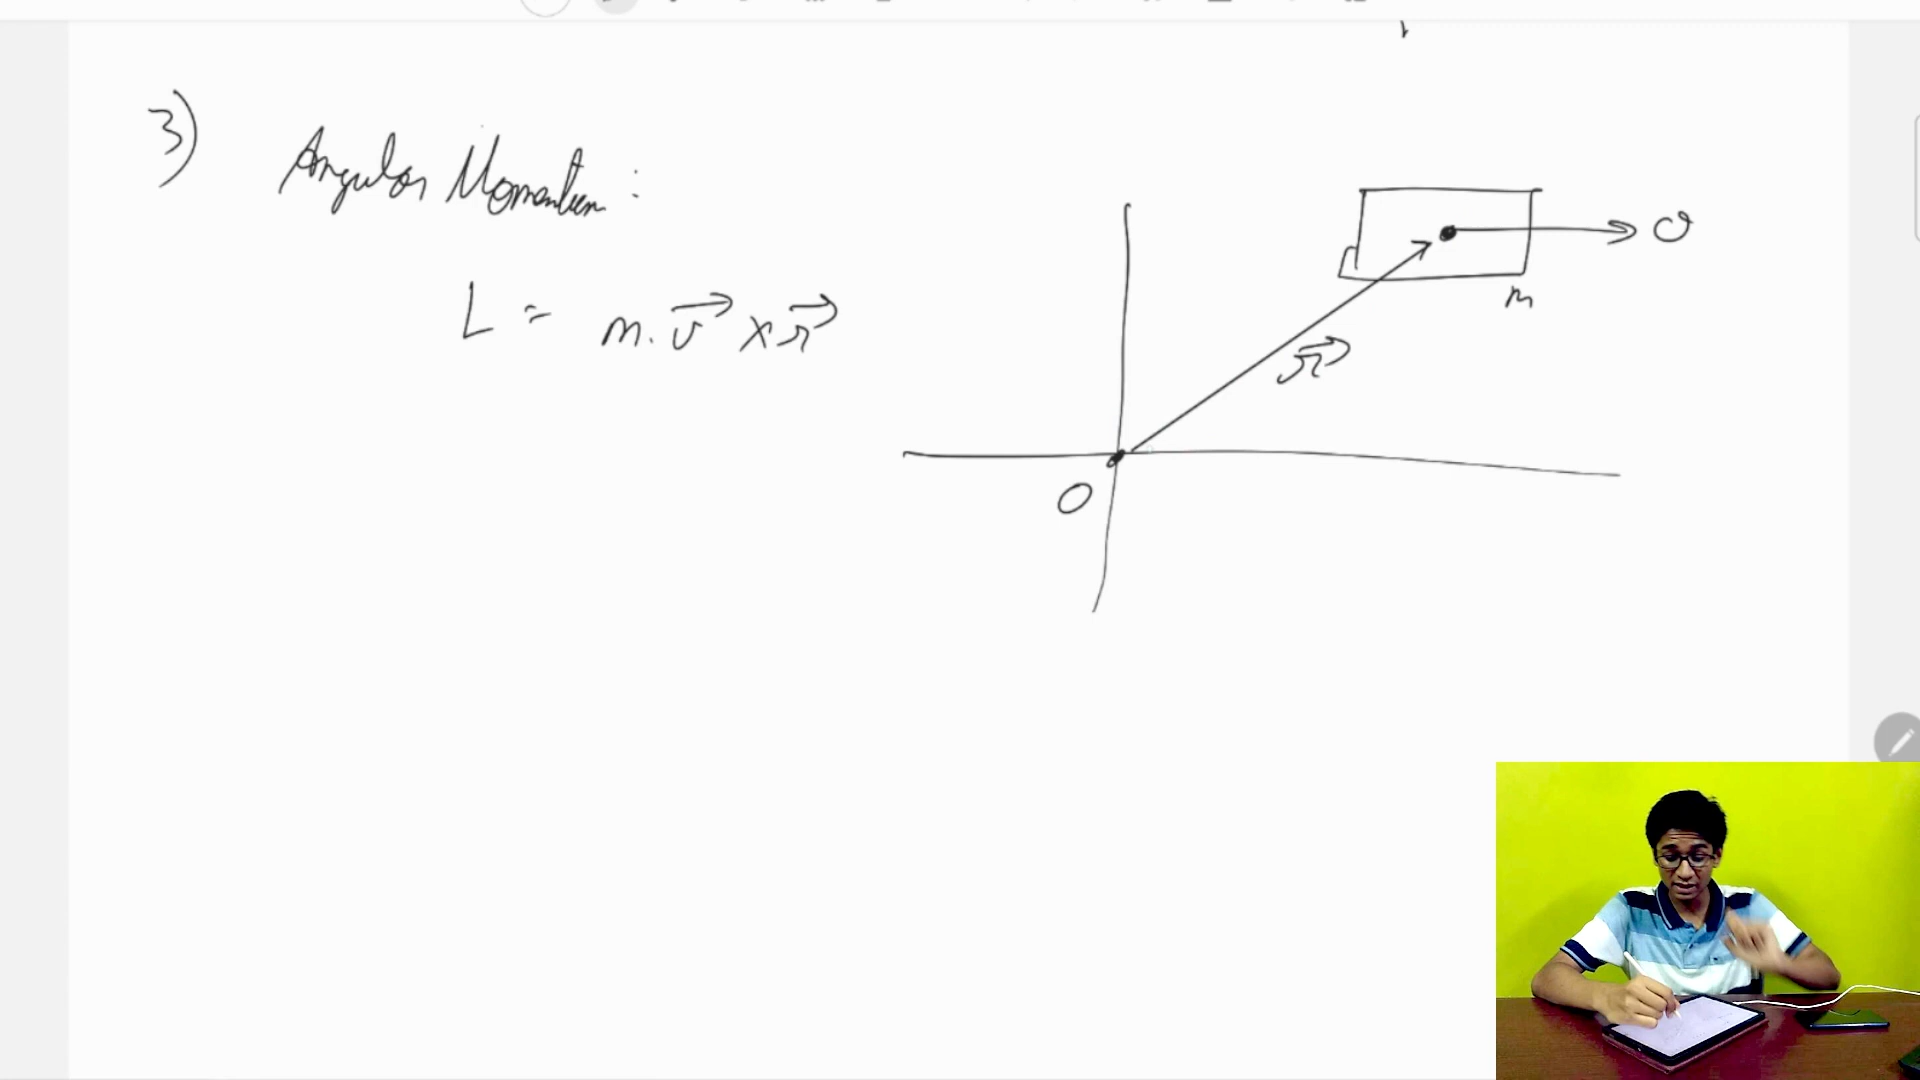 3) Angular Momentum :
L = m. v⃗ × r⃗
v
m
r⃗
O